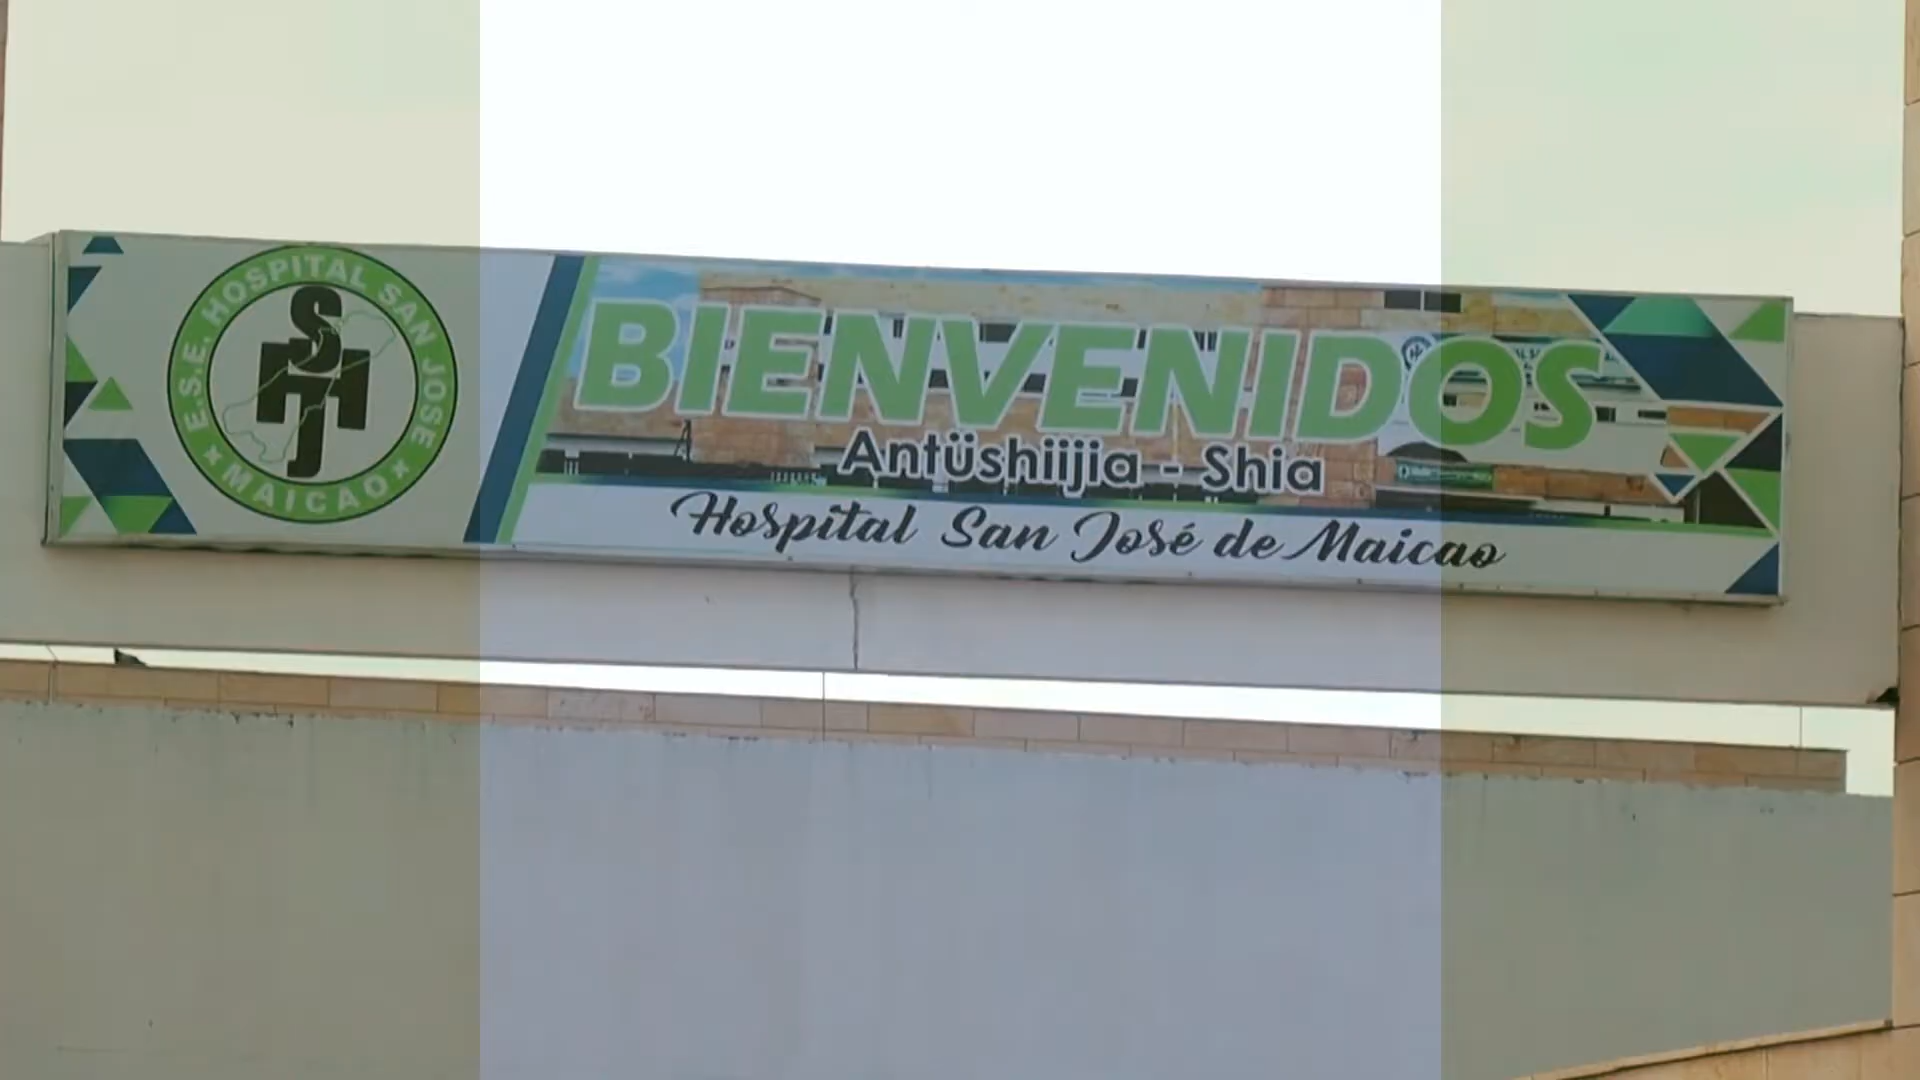 E.S.E. HOSPITAL SAN JOSE
MAICAO
BIENVENIDOS
Antüshiijia - Shia
Hospital San José de Maicao